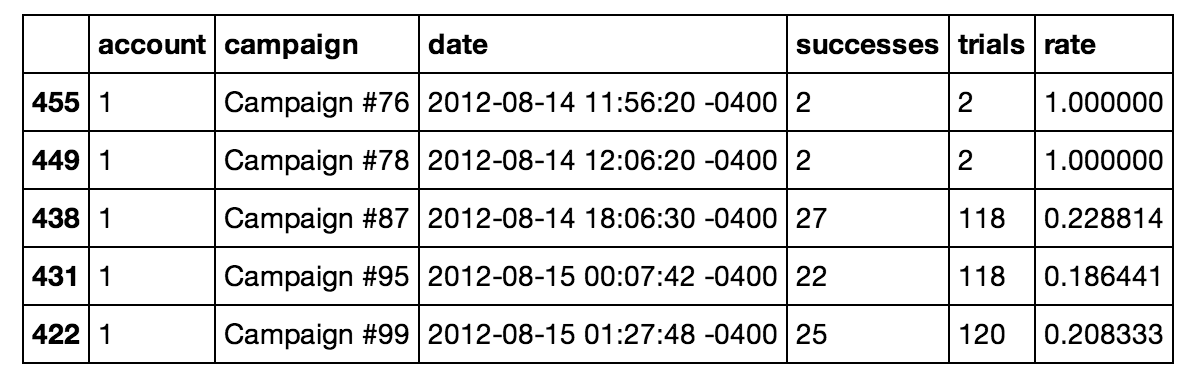 account campaign date successes trials rate
455 1 Campaign #76 2012-08-14 11:56:20 -0400 2 2 1.000000
449 1 Campaign #78 2012-08-14 12:06:20 -0400 2 2 1.000000
438 1 Campaign #87 2012-08-14 18:06:30 -0400 27 118 0.228814
431 1 Campaign #95 2012-08-15 00:07:42 -0400 22 118 0.186441
422 1 Campaign #99 2012-08-15 01:27:48 -0400 25 120 0.208333